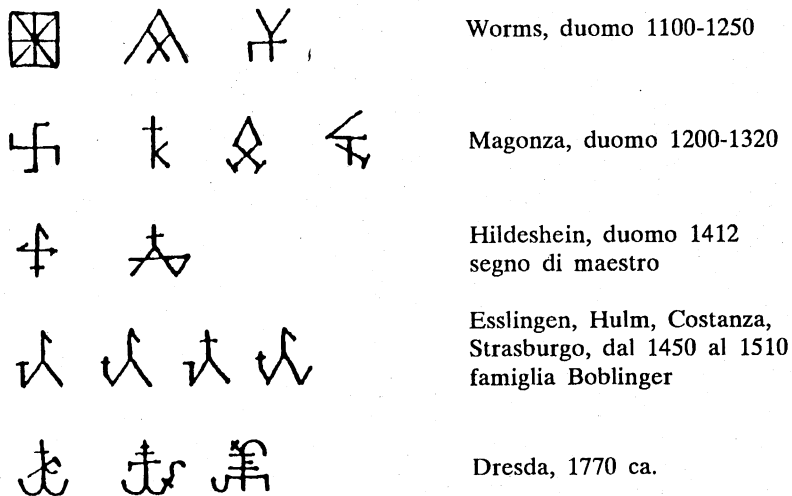 Worms, duomo 1100-1250
Magonza, duomo 1200-1320
Hildeshein, duomo 1412
segno di maestro
Esslingen, Hulm, Costanza,
Strasburgo, dal 1450 al 1510
famiglia Boblinger
Dresda, 1770 ca.